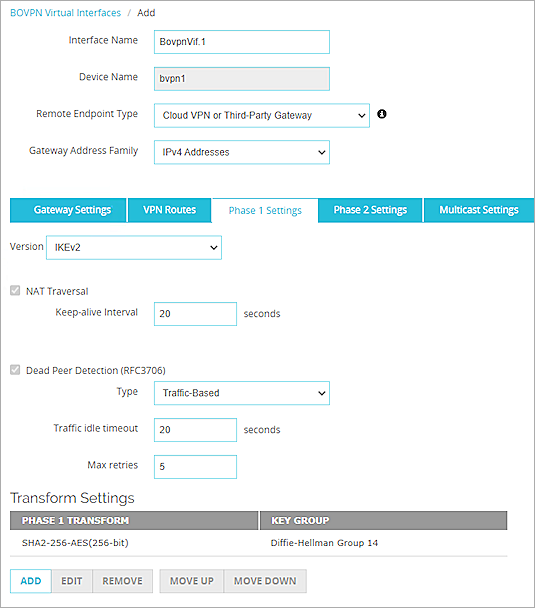 BOVPN Virtual Interfaces / Add
Interface Name BovpnVif.1
Device Name bvpn1
Remote Endpoint Type Cloud VPN or Third-Party Gateway
Gateway Address Family IPv4 Addresses
Gateway Settings VPN Routes Phase 1 Settings Phase 2 Settings Multicast Settings
Version IKEv2
NAT Traversal
Keep-alive Interval 20 seconds
Dead Peer Detection (RFC3706)
Type Traffic-Based
Traffic idle timeout 20 seconds
Max retries 5
Transform Settings
PHASE 1 TRANSFORM KEY GROUP
SHA2-256-AES(256-bit) Diffie-Hellman Group 14
ADD EDIT REMOVE MOVE UP MOVE DOWN